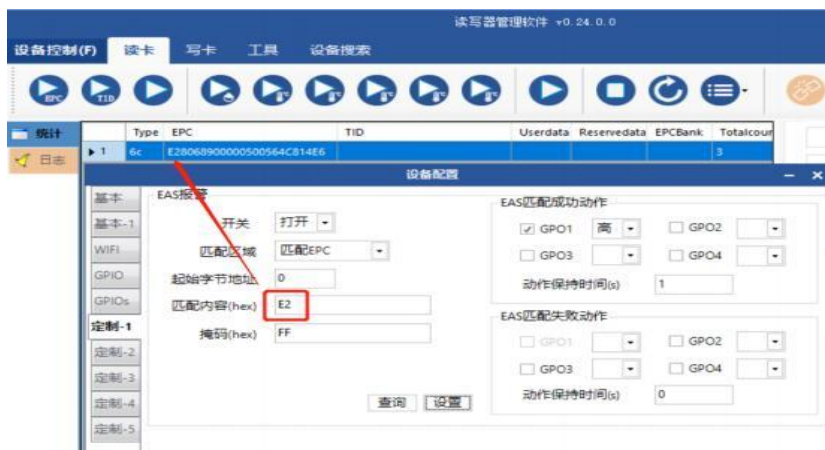 读写器管理软件 v0.24.0.0
设备控制(F) 读卡 写卡 工具 设备搜索
EPC TID
统计
日志
Type EPC TID Userdata Reservedata EPCBank Totalcour
1 6c E28068900000500564C814E6 3
设备配置
基本
基本-1
WIFI
GPIO
GPIOs
定制-1
定制-2
定制-3
定制-4
定制-5
EAS报警
开关 打开
匹配区域 匹配EPC
起始字节地址 0
匹配内容(hex) E2
掩码(hex) FF
查询 设置
EAS匹配成功动作
GPO1 高 GPO2
GPO3 GPO4
动作保持时间(s) 1
EAS匹配失败动作
GPO1 GPO2
GPO3 GPO4
动作保持时间(s) 0